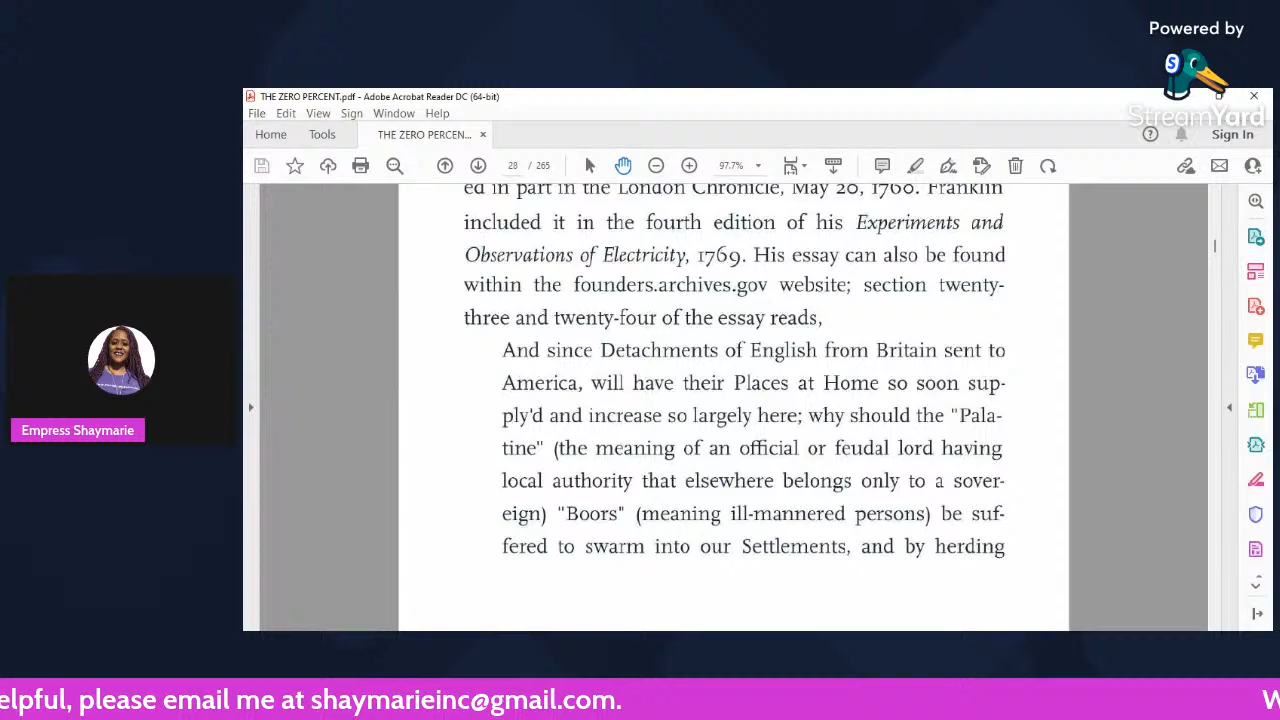 Powered by
StreamYard
THE ZERO PERCENT.pdf - Adobe Acrobat Reader DC (64-bit)
File Edit View Sign Window Help
Home Tools THE ZERO PERCEN... Sign In
28 / 265 97.7%
ed in part in the London Chronicle, May 20, 1760. Franklin
included it in the fourth edition of his Experiments and
Observations of Electricity, 1769. His essay can also be found
within the founders.archives.gov website; section twenty-
three and twenty-four of the essay reads,
And since Detachments of English from Britain sent to
America, will have their Places at Home so soon sup-
ply'd and increase so largely here; why should the "Pala-
tine" (the meaning of an official or feudal lord having
local authority that elsewhere belongs only to a sover-
eign) "Boors" (meaning ill-mannered persons) be suf-
fered to swarm into our Settlements, and by herding
Empress Shaymarie
elpful, please email me at shaymarieinc@gmail.com. W